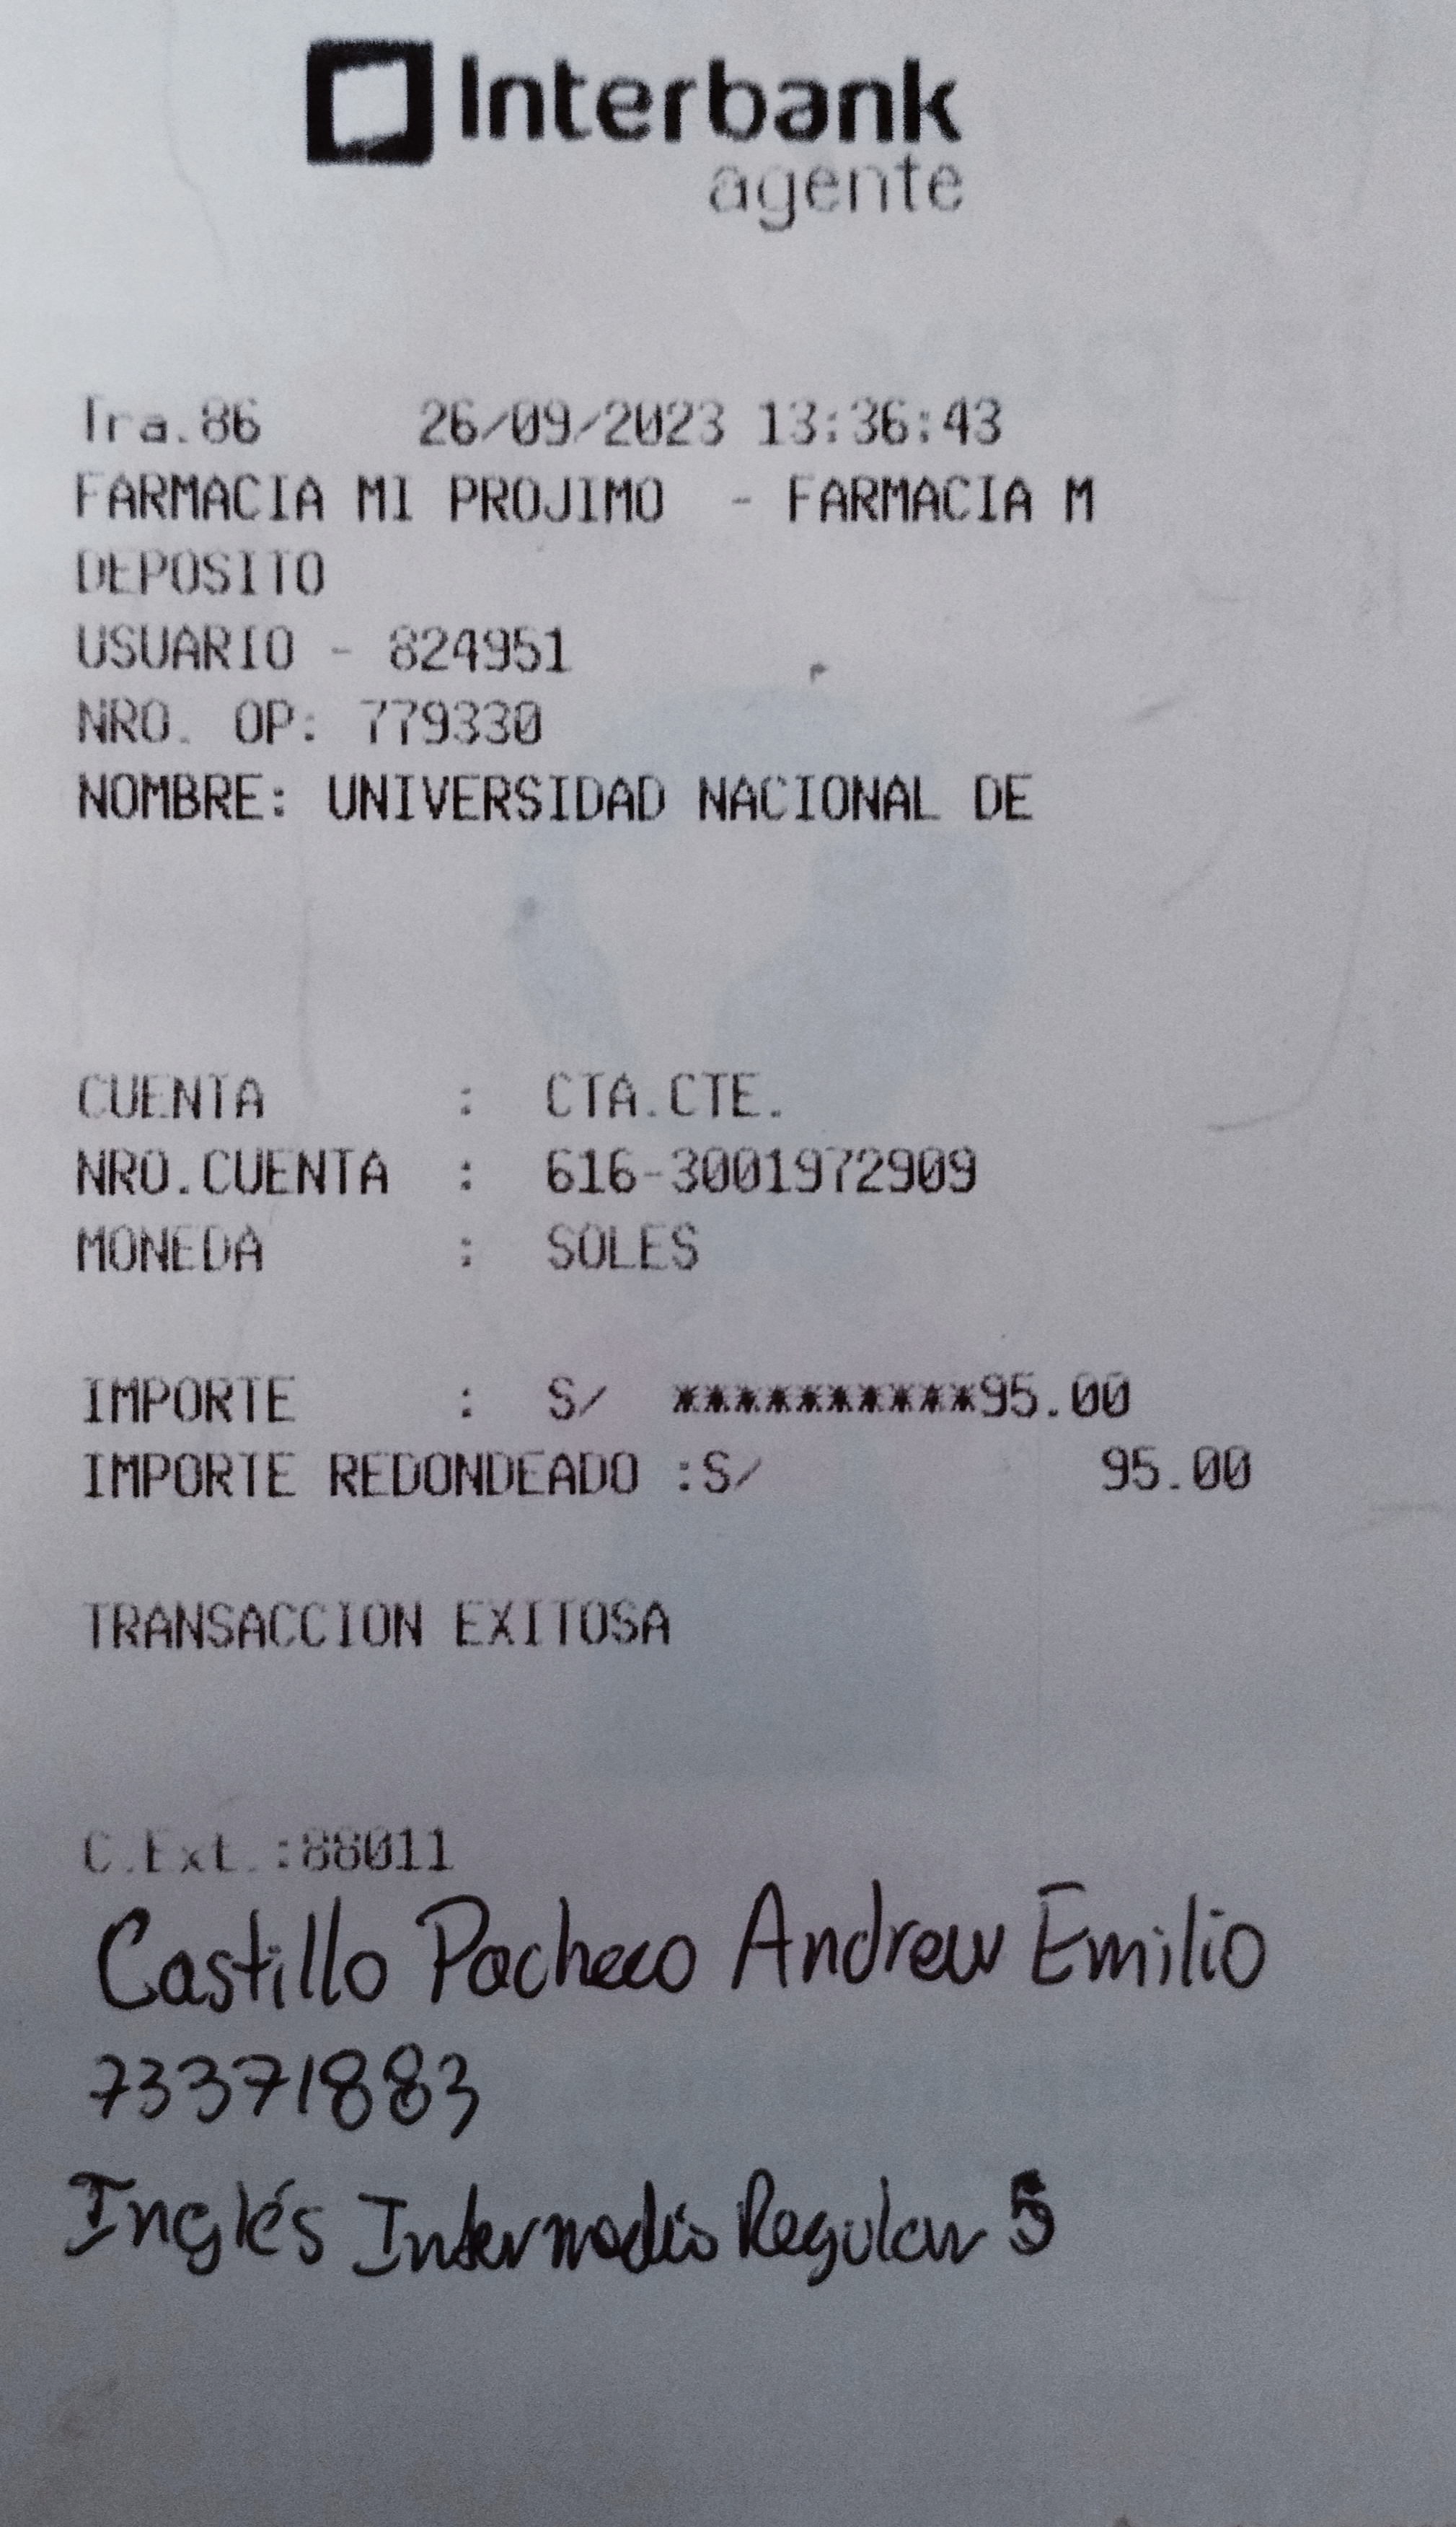 Interbank
agente
Tra.86 26/09/2023 13:36:43
FARMACIA MI PROJIMO - FARMACIA M
DEPOSITO
USUARIO - 824951
NRO. OP: 779330
NOMBRE: UNIVERSIDAD NACIONAL DE
CUENTA : CTA.CTE.
NRO.CUENTA : 616-3001972909
MONEDA : SOLES
IMPORTE : S/ **********95.00
IMPORTE REDONDEADO :S/ 95.00
TRANSACCION EXITOSA
C.Ext.:88011
Castillo Pacheco Andrew Emilio
73371883
Inglés Intermedio Regular 5